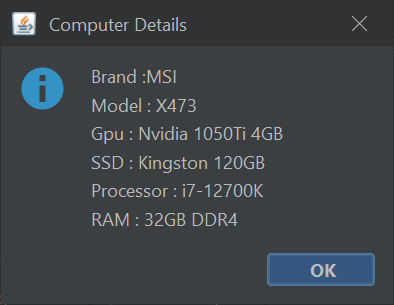 Computer Details
Brand :MSI
Model : X473
Gpu : Nvidia 1050Ti 4GB
SSD : Kingston 120GB
Processor : i7-12700K
RAM : 32GB DDR4
OK